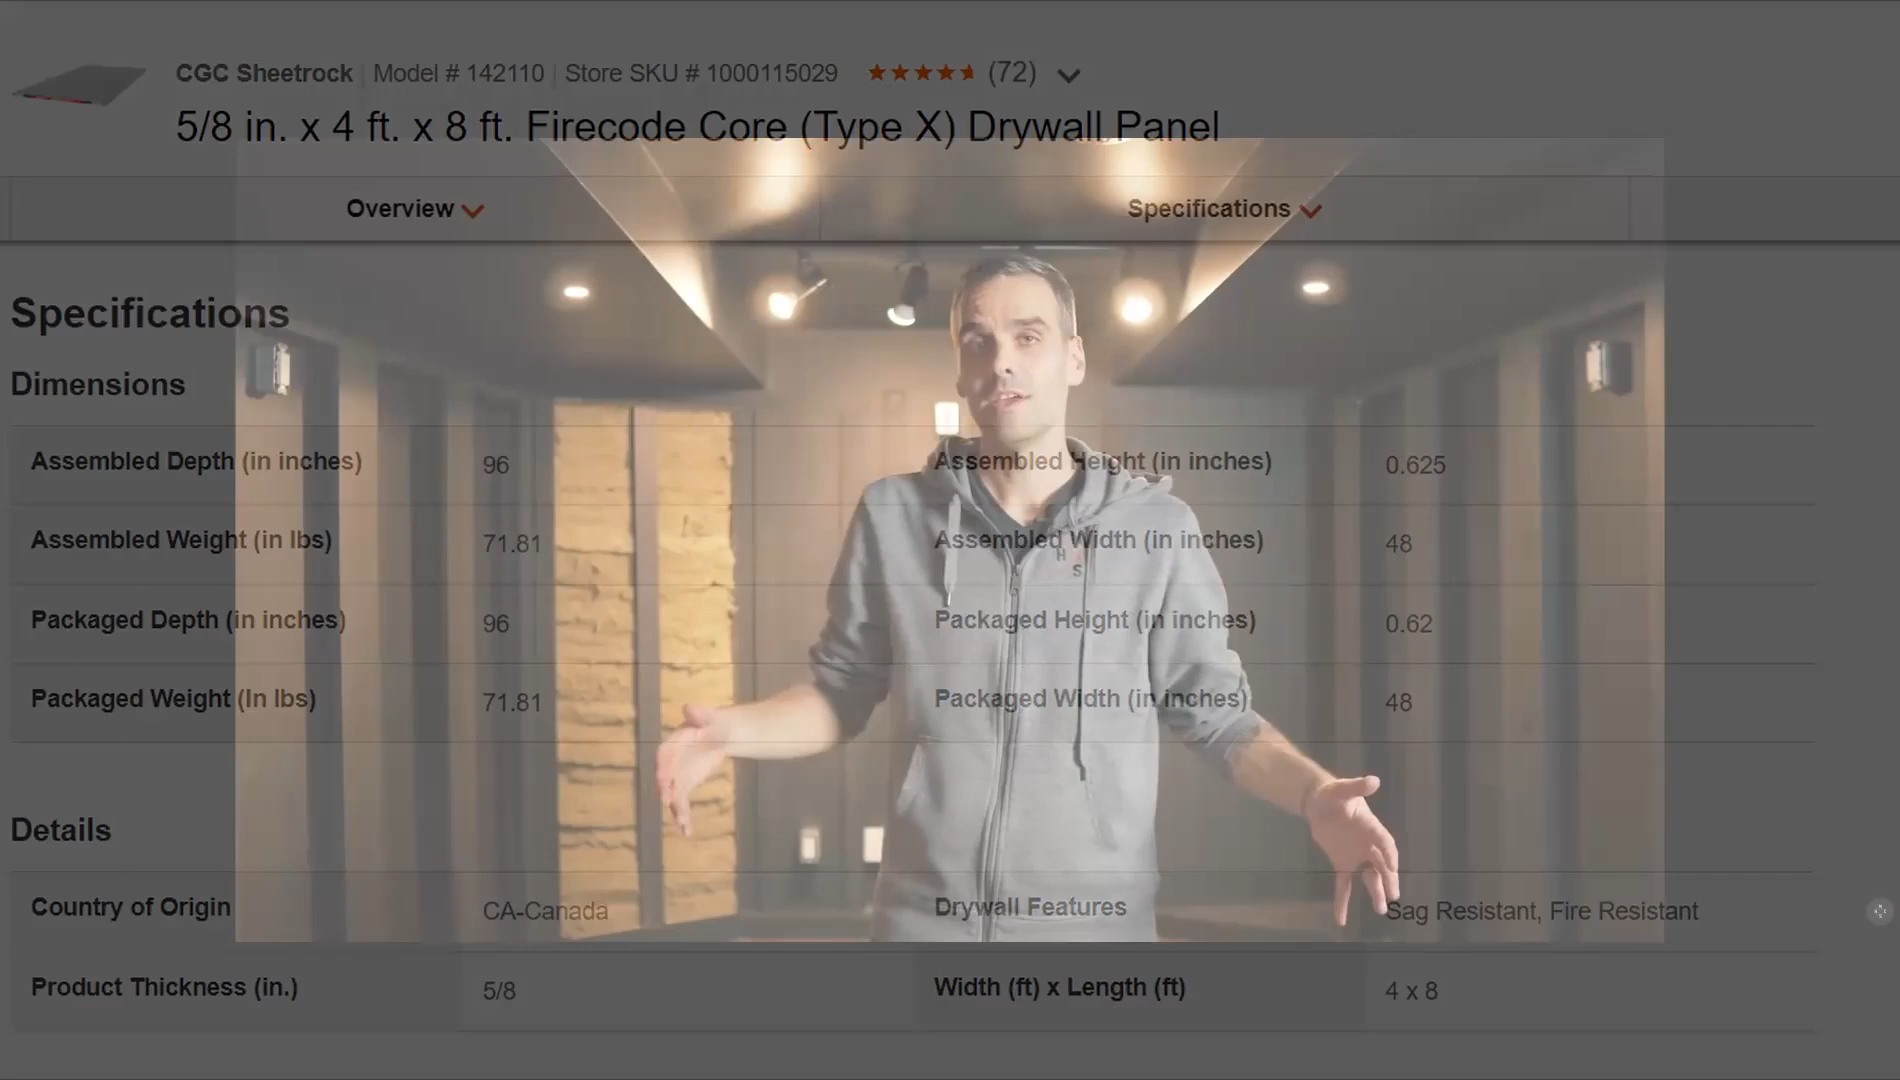 CGC Sheetrock | Model # 142110 | Store SKU # 1000115029 (72)
5/8 in. x 4 ft. x 8 ft. Firecode Core (Type X) Drywall Panel
Overview Specifications
Specifications
Dimensions
Assembled Depth (in inches) 96 Assembled Height (in inches) 0.625
Assembled Weight (in lbs) 71.81 Assembled Width (in inches) 48
H
S
Packaged Depth (in inches) 96 Packaged Height (in inches) 0.62
Packaged Weight (In lbs) 71.81 Packaged Width (in inches) 48
Details
Country of Origin CA-Canada Drywall Features Sag Resistant, Fire Resistant
Product Thickness (in.) 5/8 Width (ft) x Length (ft) 4 x 8